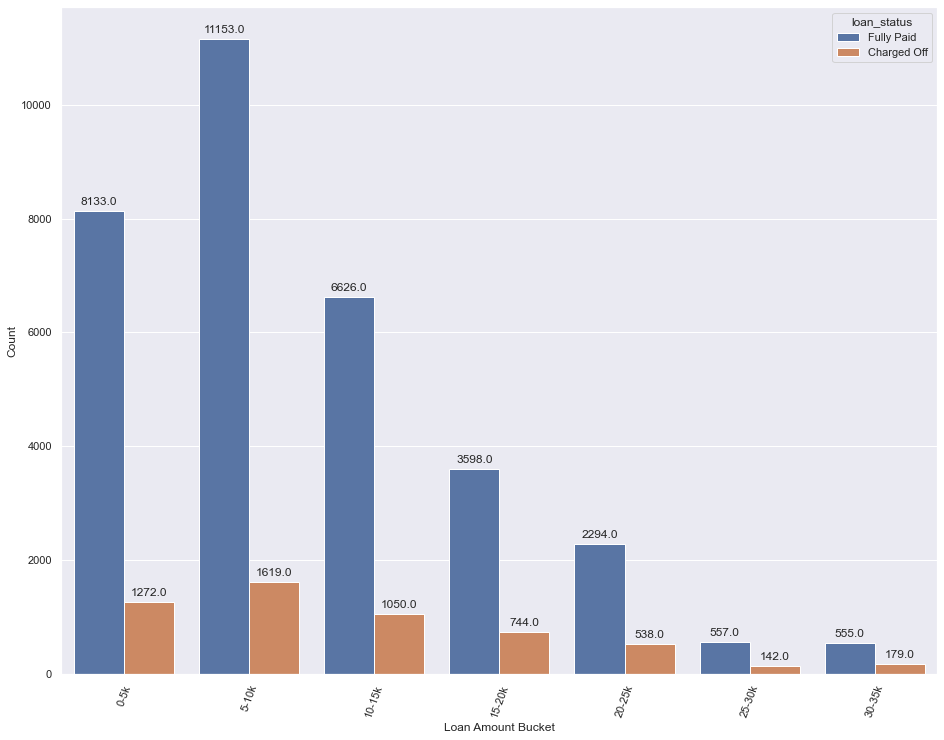 loan_status
Fully Paid
Charged Off
Count
10000
8000
6000
4000
2000
0
8133.0
1272.0
11153.0
1619.0
6626.0
1050.0
3598.0
744.0
2294.0
538.0
557.0
142.0
555.0
179.0
0-5k
5-10k
10-15k
15-20k
20-25k
25-30k
30-35k
Loan Amount Bucket